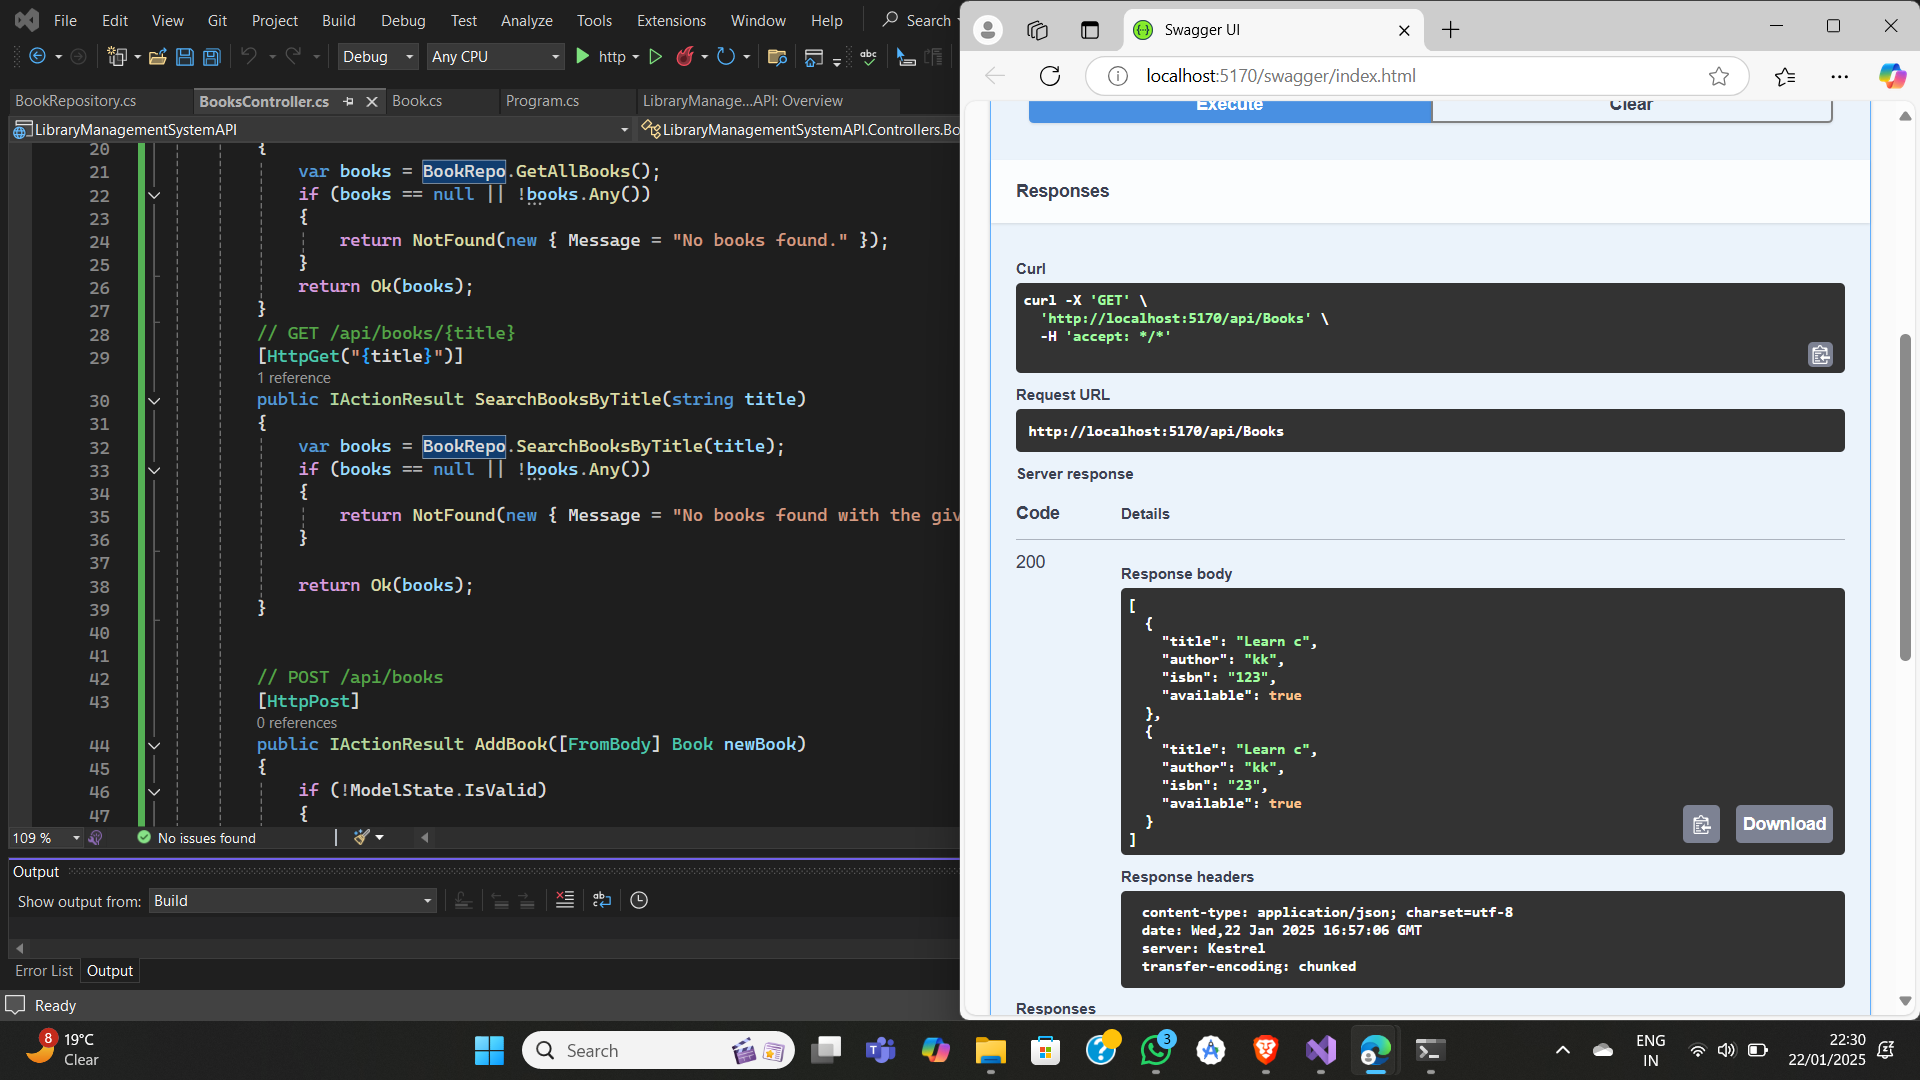 File Edit View Git Project Build Debug Test Analyze Tools Extensions Window Help Search
Debug Any CPU http
BookRepository.cs BooksController.cs Book.cs Program.cs LibraryManage...API: Overview
LibraryManagementSystemAPI LibraryManagementSystemAPI.Controllers.Bo
20 {
21 var books = BookRepo.GetAllBooks();
22 if (books == null || !books.Any())
23 {
24 return NotFound(new { Message = "No books found." });
25 }
26 return Ok(books);
27 }
28 // GET /api/books/{title}
29 [HttpGet("{title}")]
1 reference
30 public IActionResult SearchBooksByTitle(string title)
31 {
32 var books = BookRepo.SearchBooksByTitle(title);
33 if (books == null || !books.Any())
34 {
35 return NotFound(new { Message = "No books found with the giv
36 }
37
38 return Ok(books);
39 }
40
41
42 // POST /api/books
43 [HttpPost]
0 references
44 public IActionResult AddBook([FromBody] Book newBook)
45 {
46 if (!ModelState.IsValid)
47 {
109 % No issues found
Output
Show output from: Build
Error List Output
Ready
Swagger UI
localhost:5170/swagger/index.html
Execute Clear
Responses
Curl
curl -X 'GET' \
'http://localhost:5170/api/Books' \
-H 'accept: */*'
Request URL
http://localhost:5170/api/Books
Server response
Code Details
200
Response body
[
{
"title": "Learn c",
"author": "kk",
"isbn": "123",
"available": true
},
{
"title": "Learn c",
"author": "kk",
"isbn": "23",
"available": true
}
]
Download
Response headers
content-type: application/json; charset=utf-8
date: Wed,22 Jan 2025 16:57:06 GMT
server: Kestrel
transfer-encoding: chunked
Responses
8 19°C
Clear
Search
3
ENG
IN
22:30
22/01/2025